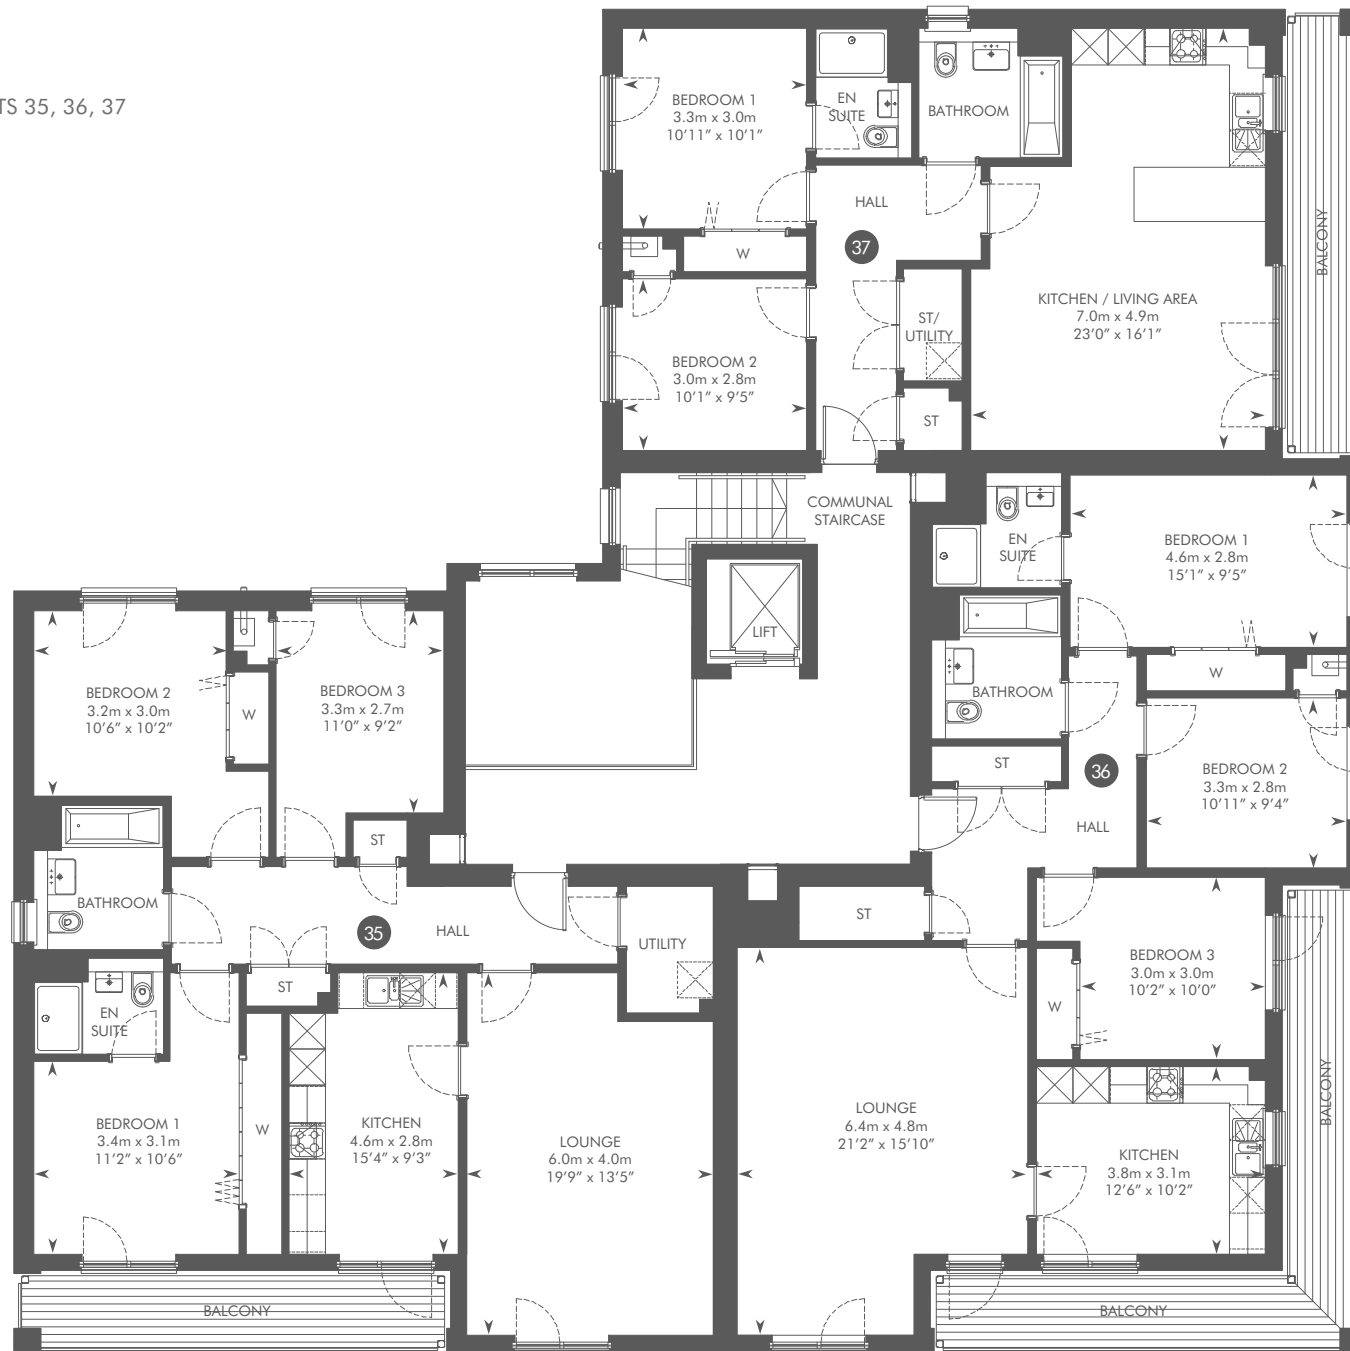 TS 35, 36, 37
BEDROOM 1
3.3m x 3.0m
10'11" x 10'1"
EN
SUITE
BATHROOM
HALL
37
W
BEDROOM 2
3.0m x 2.8m
10'1" x 9'5"
ST/
UTILITY
ST
KITCHEN / LIVING AREA
7.0m x 4.9m
23'0" x 16'1"
BALCONY
COMMUNAL
STAIRCASE
LIFT
EN
SUITE
BEDROOM 1
4.6m x 2.8m
15'1" x 9'5"
BATHROOM
W
ST
36
HALL
BEDROOM 2
3.3m x 2.8m
10'11" x 9'4"
ST
BEDROOM 3
3.0m x 3.0m
10'2" x 10'0"
W
LOUNGE
6.4m x 4.8m
21'2" x 15'10"
KITCHEN
3.8m x 3.1m
12'6" x 10'2"
BALCONY
BALCONY
BEDROOM 2
3.2m x 3.0m
10'6" x 10'2"
W
BEDROOM 3
3.3m x 2.7m
11'0" x 9'2"
ST
BATHROOM
35
HALL
UTILITY
ST
EN
SUITE
BEDROOM 1
3.4m x 3.1m
11'2" x 10'6"
W
KITCHEN
4.6m x 2.8m
15'4" x 9'3"
LOUNGE
6.0m x 4.0m
19'9" x 13'5"
BALCONY